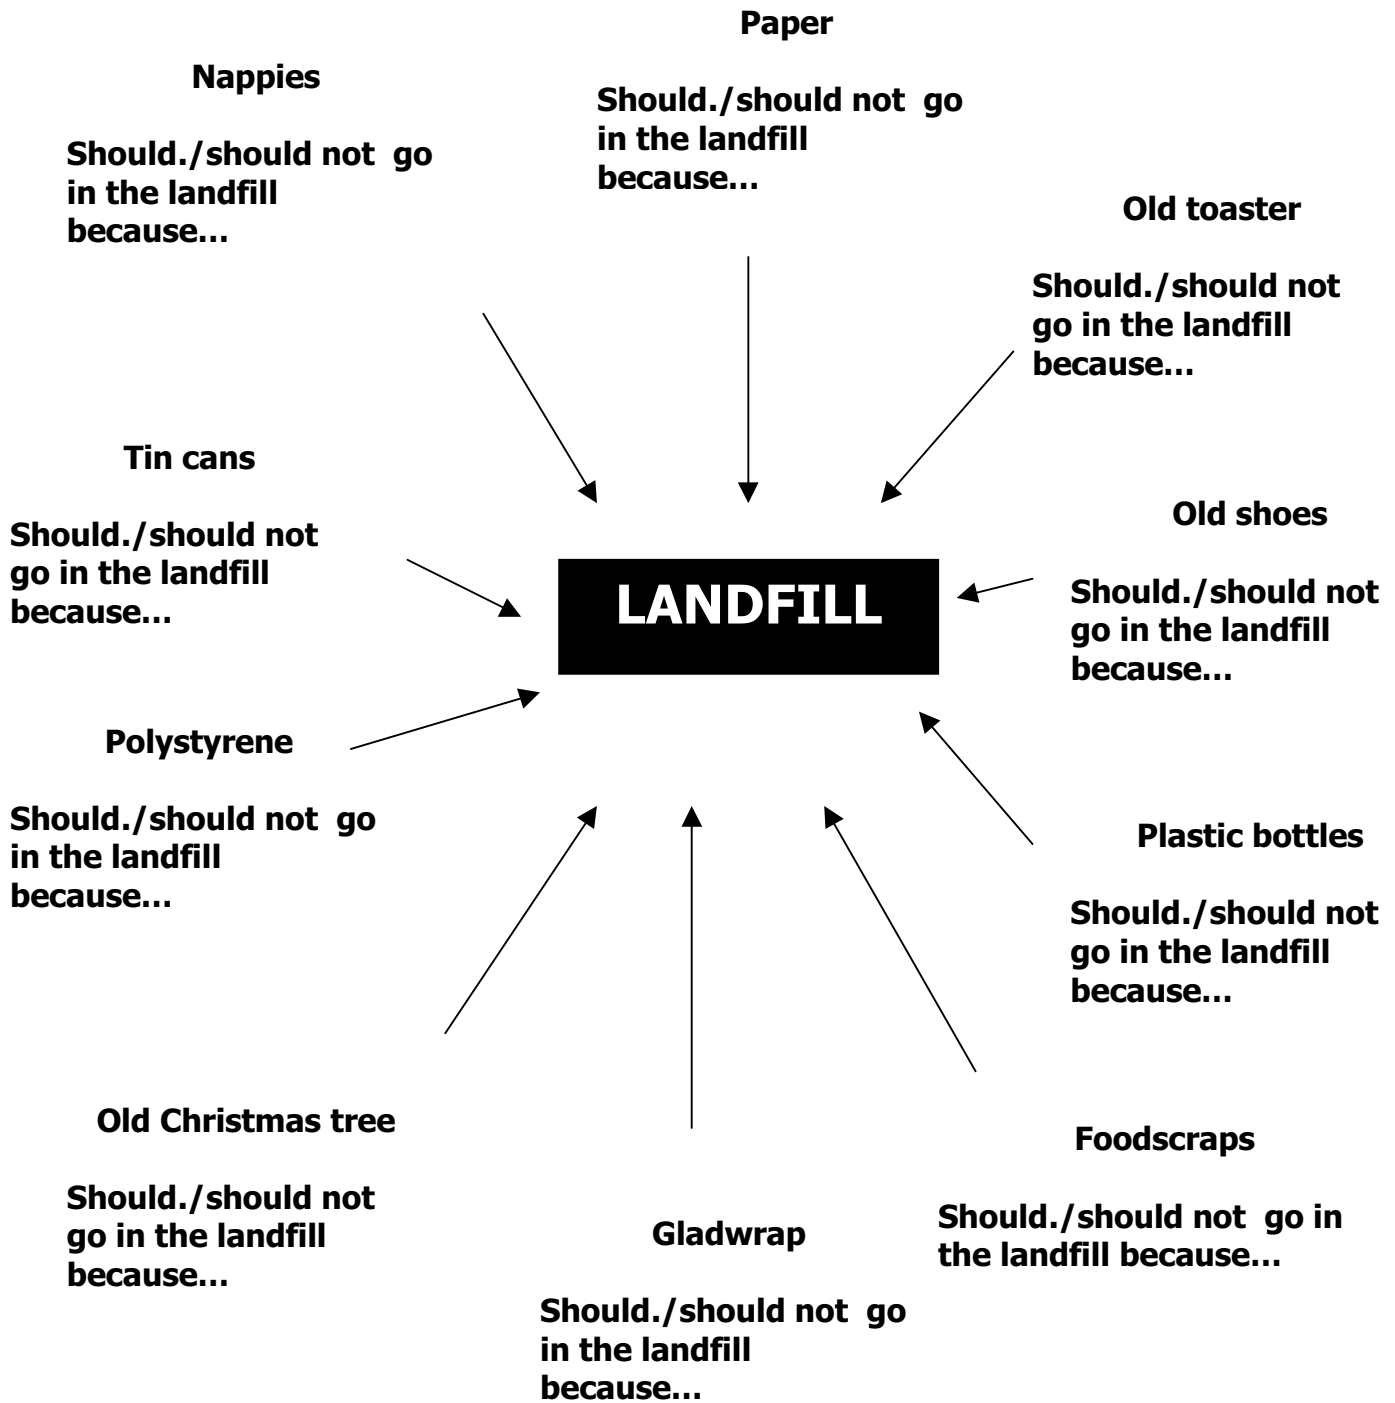 Paper
Should./should not  go
in the landfill
because...
Nappies
Should./should not  go
in the landfill
because...
Old toaster
Should./should not
go in the landfill
because...
Tin cans
Should./should not
go in the landfill
because...
Old shoes
Should./should not
go in the landfill
because...
LANDFILL
Polystyrene
Should./should not  go
in the landfill
because...
Plastic bottles
Should./should not
go in the landfill
because...
Old Christmas tree
Should./should not
go in the landfill
because...
Foodscraps
Should./should not  go in
the landfill because...
Gladwrap
Should./should not  go
in the landfill
because...